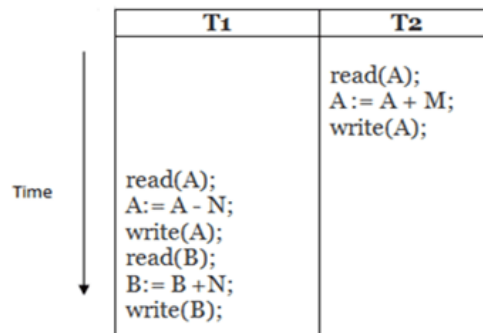 T1 T2
read(A);
A := A + M;
write(A);
Time
read(A);
A:= A - N;
write(A);
read(B);
B:= B +N;
write(B);